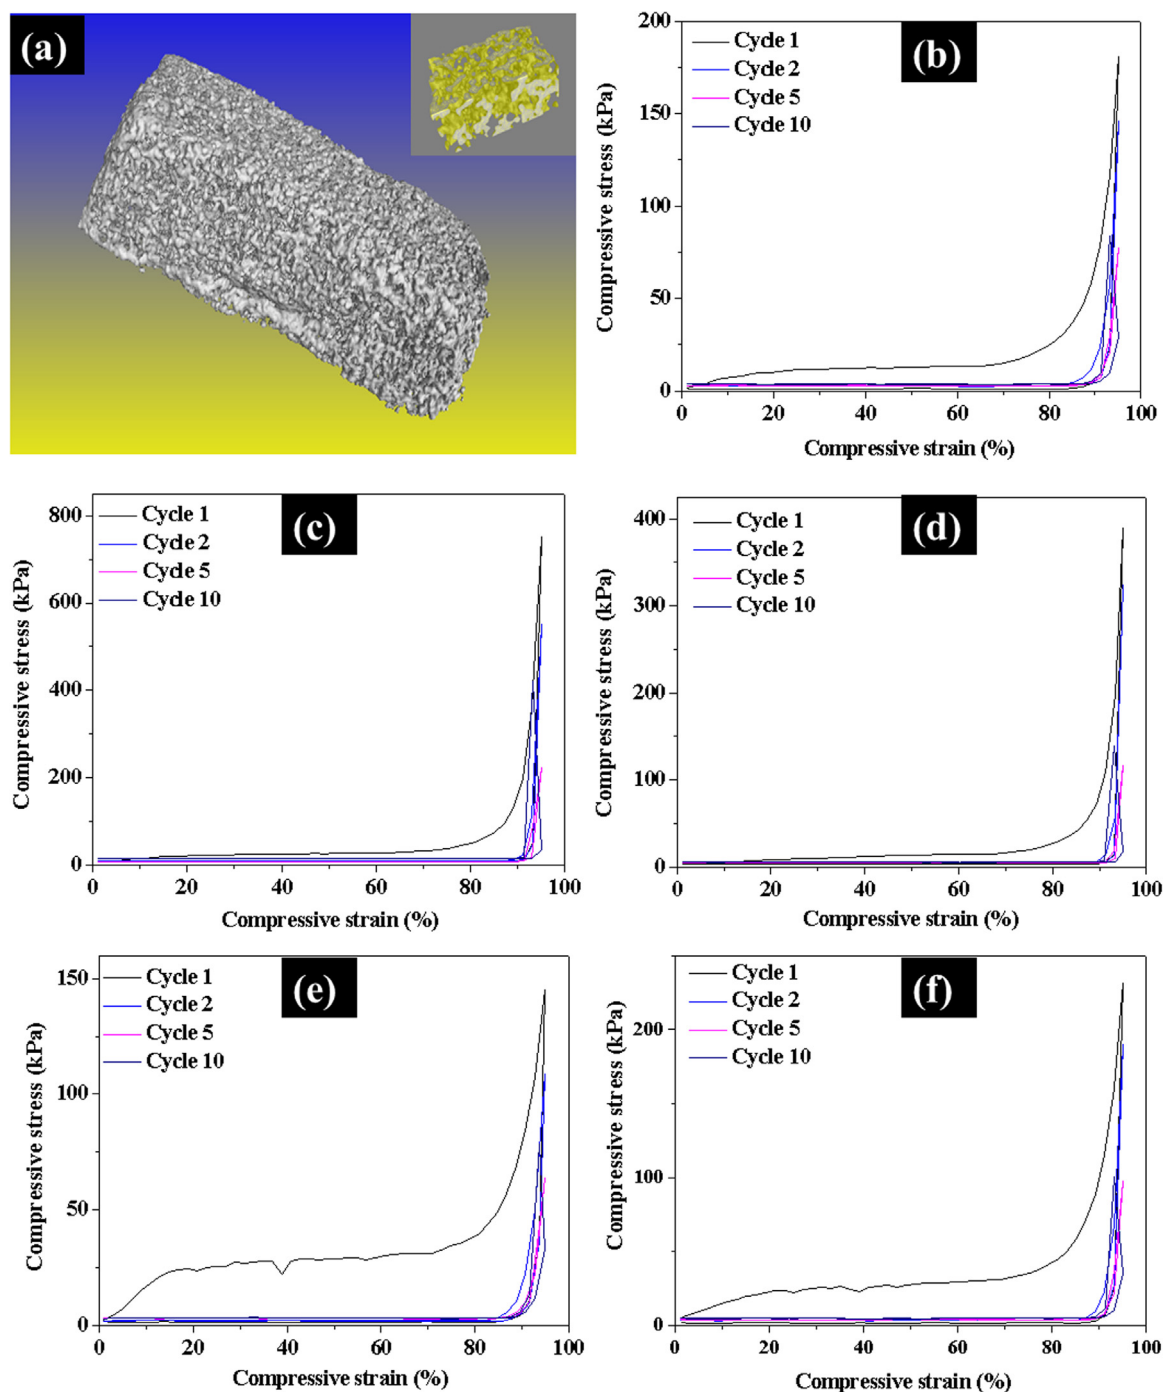 (a)
(b)
Cycle 1
Cycle 2
Cycle 5
Cycle 10
Compressive stress (kPa)
200
150
100
50
0
0 20 40 60 80 100
Compressive strain (%)
(c)
Cycle 1
Cycle 2
Cycle 5
Cycle 10
Compressive stress (kPa)
800
600
400
200
0
0 20 40 60 80 100
Compressive strain (%)
(d)
Cycle 1
Cycle 2
Cycle 5
Cycle 10
Compressive stress (kPa)
400
300
200
100
0
0 20 40 60 80 100
Compressive strain (%)
(e)
Cycle 1
Cycle 2
Cycle 5
Cycle 10
Compressive stress (kPa)
150
100
50
0
0 20 40 60 80 100
Compressive strain (%)
(f)
Cycle 1
Cycle 2
Cycle 5
Cycle 10
Compressive stress (kPa)
200
100
0
0 20 40 60 80 100
Compressive strain (%)